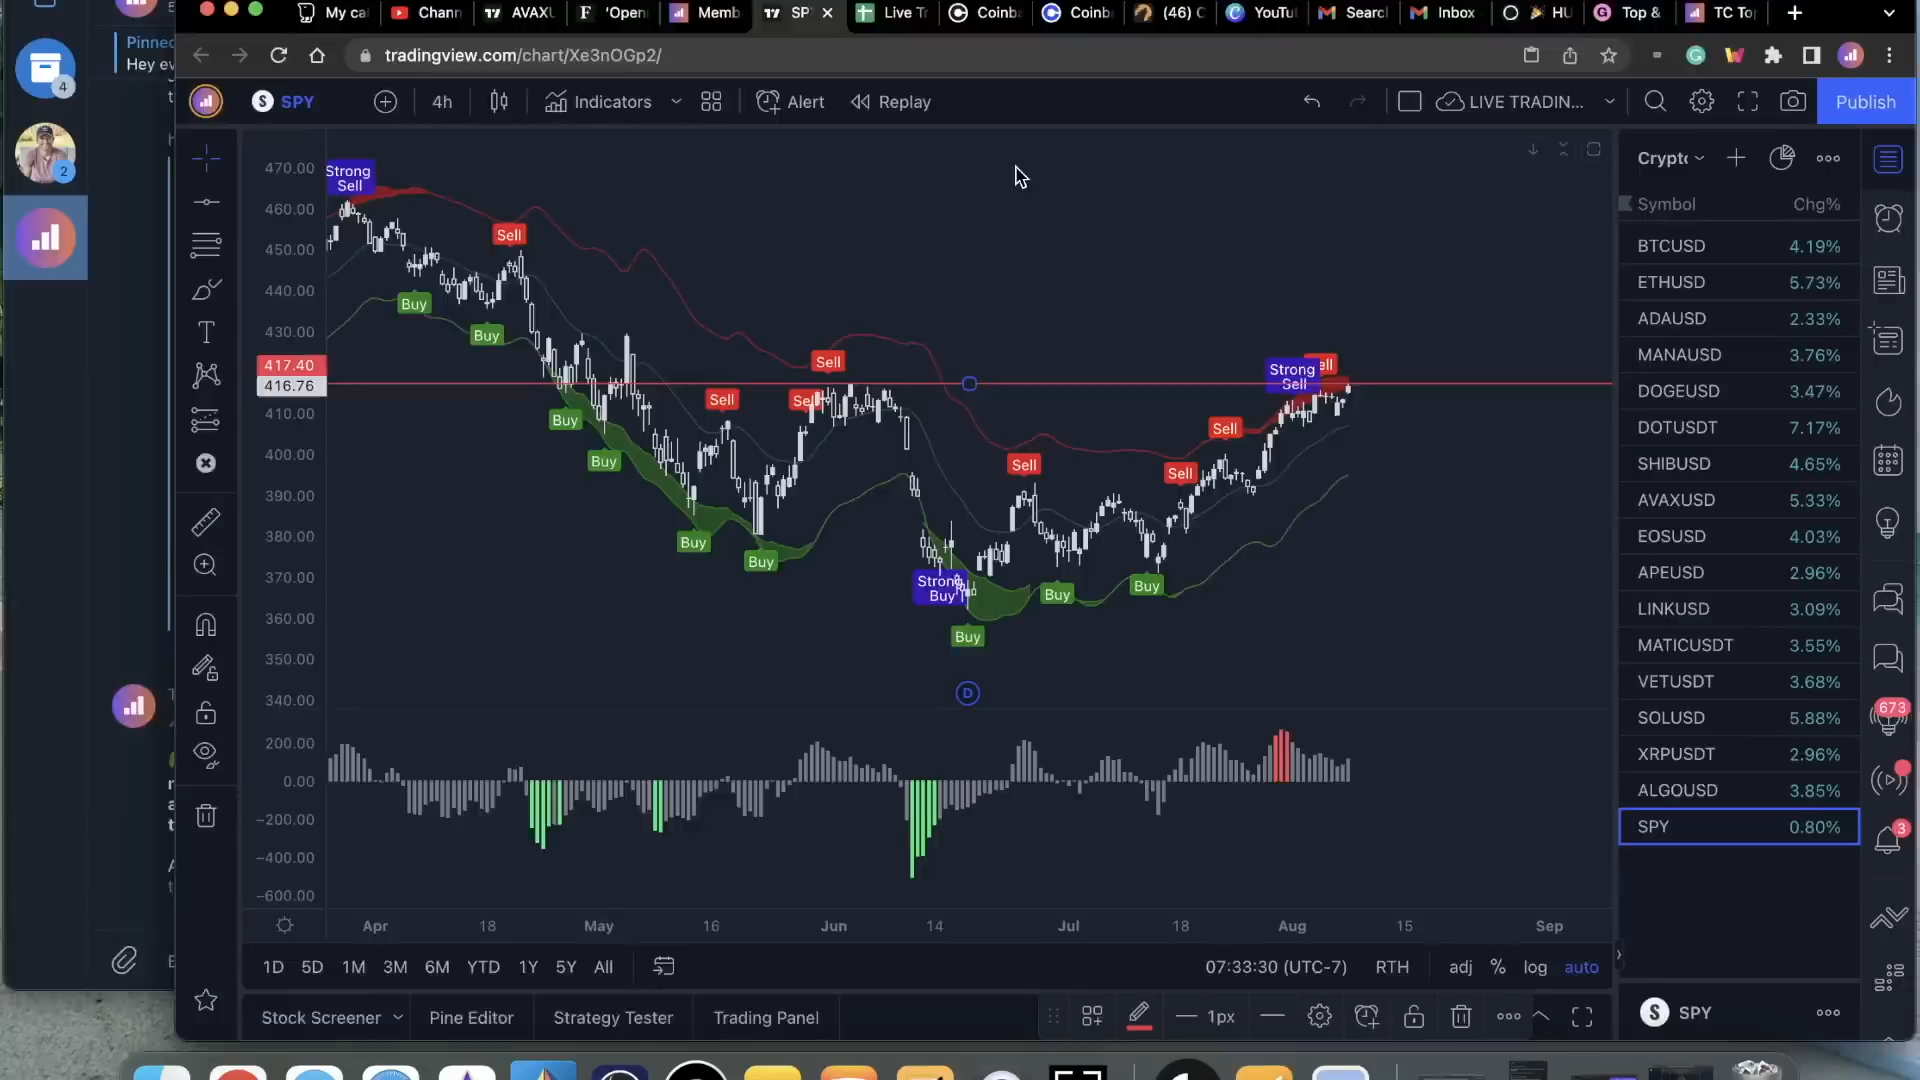 My ca
Chann
AVAXU
'Open
Memb
SP
Live Tr
Coinba
Coinb
(46) C
YouTu
Searc
Inbox
HU
Top &
TC To
Pinned
Hey ev
4
2
tradingview.com/chart/Xe3nOGp2/
SPY
4h
Indicators
Alert
Replay
LIVE TRADIN...
Publish
470.00
460.00
450.00
440.00
430.00
417.40
416.76
410.00
400.00
390.00
380.00
370.00
360.00
350.00
340.00
200.00
0.00
−200.00
−400.00
−600.00
Strong
Sell
Sell
Buy
Buy
Buy
Buy
Sell
Sell
Sell
Buy
Buy
Strong
Buy
Buy
Sell
Buy
Buy
Sell
Sell
Strong
Sell
ell
D
Apr
18
May
16
Jun
14
Jul
18
Aug
15
Sep
1D
5D
1M
3M
6M
YTD
1Y
5Y
All
07:33:30 (UTC-7)
RTH
adj
%
log
auto
Stock Screener
Pine Editor
Strategy Tester
Trading Panel
1px
Crypto
Symbol
Chg%
BTCUSD 4.19%
ETHUSD 5.73%
ADAUSD 2.33%
MANAUSD 3.76%
DOGEUSD 3.47%
DOTUSDT 7.17%
SHIBUSD 4.65%
AVAXUSD 5.33%
EOSUSD 4.03%
APEUSD 2.96%
LINKUSD 3.09%
MATICUSDT 3.55%
VETUSDT 3.68%
SOLUSD 5.88%
XRPUSDT 2.96%
ALGOUSD 3.85%
SPY 0.80%
673
3
SPY